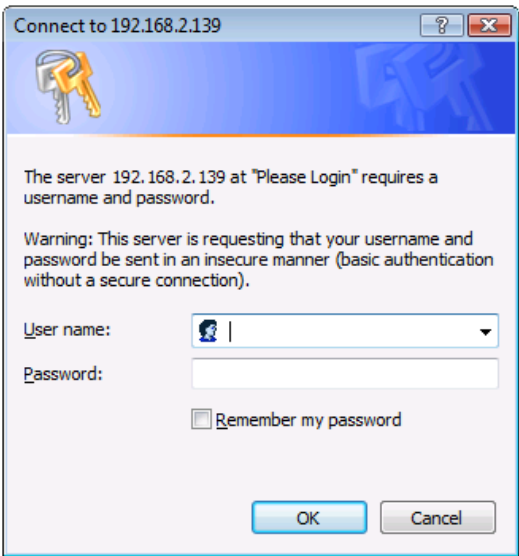 Connect to 192.168.2.139
?
The server 192.168.2.139 at "Please Login" requires a
username and password.
Warning: This server is requesting that your username and
password be sent in an insecure manner (basic authentication
without a secure connection).
User name:
Password:
Remember my password
OK
Cancel